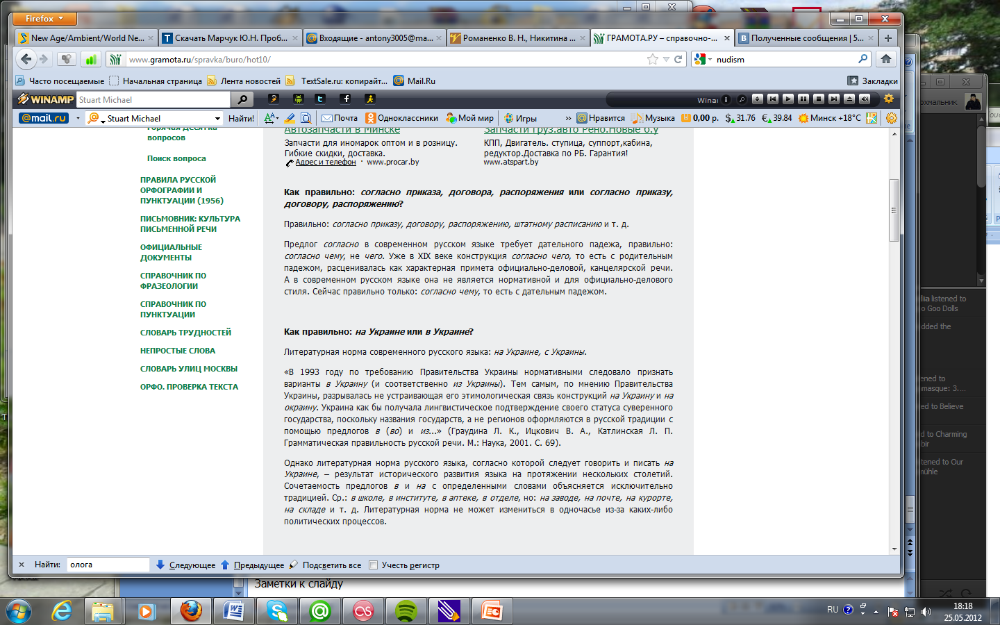 Firefox
New Age/Ambient/World Ne...
Скачать Марчук Ю.Н. Проб...
Входящие - antony3005@ma...
Романенко В. Н., Никитина ...
ГРАМОТА.РУ – справочно-...
Полученные сообщения | 5...
www.gramota.ru/spravka/buro/hot10/
nudism
Часто посещаемые
Начальная страница
Лента новостей
TextSale.ru: копирайт...
Mail.Ru
Закладки
WINAMP
Stuart Michael
Wina
@mail.ru
Stuart Michael
Найти!
Почта
Одноклассники
Мой мир
Игры
»
Нравится
Музыка
0,00 р.
$ 31.76
€ 39.84
Минск +18°C
охмальник
Горячая десятка
вопросов
Поиск вопроса
ПРАВИЛА РУССКОЙ
ОРФОГРАФИИ И
ПУНКТУАЦИИ (1956)
ПИСЬМОВНИК: КУЛЬТУРА
ПИСЬМЕННОЙ РЕЧИ
ОФИЦИАЛЬНЫЕ
ДОКУМЕНТЫ
СПРАВОЧНИК ПО
ФРАЗЕОЛОГИИ
СПРАВОЧНИК ПО
ПУНКТУАЦИИ
СЛОВАРЬ ТРУДНОСТЕЙ
НЕПРОСТЫЕ СЛОВА
СЛОВАРЬ УЛИЦ МОСКВЫ
ОРФО. ПРОВЕРКА ТЕКСТА
Автозапчасти в Минске
Запчасти для иномарок оптом и в розницу.
Гибкие скидки, доставка.
Адрес и телефон · www.procar.by
Запчасти груз.авто Рено.Новые б.у
КПП, Двигатель. ступица, суппорт,кабина,
редуктор.Доставка по РБ. Гарантия!
www.atspart.by
Как правильно: согласно приказа, договора, распоряжения или согласно приказу,
договору, распоряжению?
Правильно: согласно приказу, договору, распоряжению, штатному расписанию и т. д.
Предлог согласно в современном русском языке требует дательного падежа, правильно:
согласно чему, не чего. Уже в XIX веке конструкция согласно чего, то есть с родительным
падежом, расценивалась как характерная примета официально-деловой, канцелярской речи.
А в современном русском языке она не является нормативной и для официально-делового
стиля. Сейчас правильно только: согласно чему, то есть с дательным падежом.
Как правильно: на Украине или в Украине?
Литературная норма современного русского языка: на Украине, с Украины.
«В 1993 году по требованию Правительства Украины нормативными следовало признать
варианты в Украину (и соответственно из Украины). Тем самым, по мнению Правительства
Украины, разрывалась не устраивающая его этимологическая связь конструкций на Украину и на
окраину. Украина как бы получала лингвистическое подтверждение своего статуса суверенного
государства, поскольку названия государств, а не регионов оформляются в русской традиции с
помощью предлогов в (во) и из...» (Граудина Л. К., Ицкович В. А., Катлинская Л. П.
Грамматическая правильность русской речи. М.: Наука, 2001. С. 69).
Однако литературная норма русского языка, согласно которой следует говорить и писать на
Украине, – результат исторического развития языка на протяжении нескольких столетий.
Сочетаемость предлогов в и на с определенными словами объясняется исключительно
традицией. Ср.: в школе, в институте, в аптеке, в отделе, но: на заводе, на почте, на курорте,
на складе и т. д. Литературная норма не может измениться в одночасье из-за каких-либо
политических процессов.
lia listened to
o Goo Dolls
dded the
ened to
masque: 3....
ed to Believe
d to Charming
bir
tened to Our
mühle
Найти:
олога
Следующее
Предыдущее
Подсветить все
Учесть регистр
Заметки к слайду
RU
18:18
25.05.2012